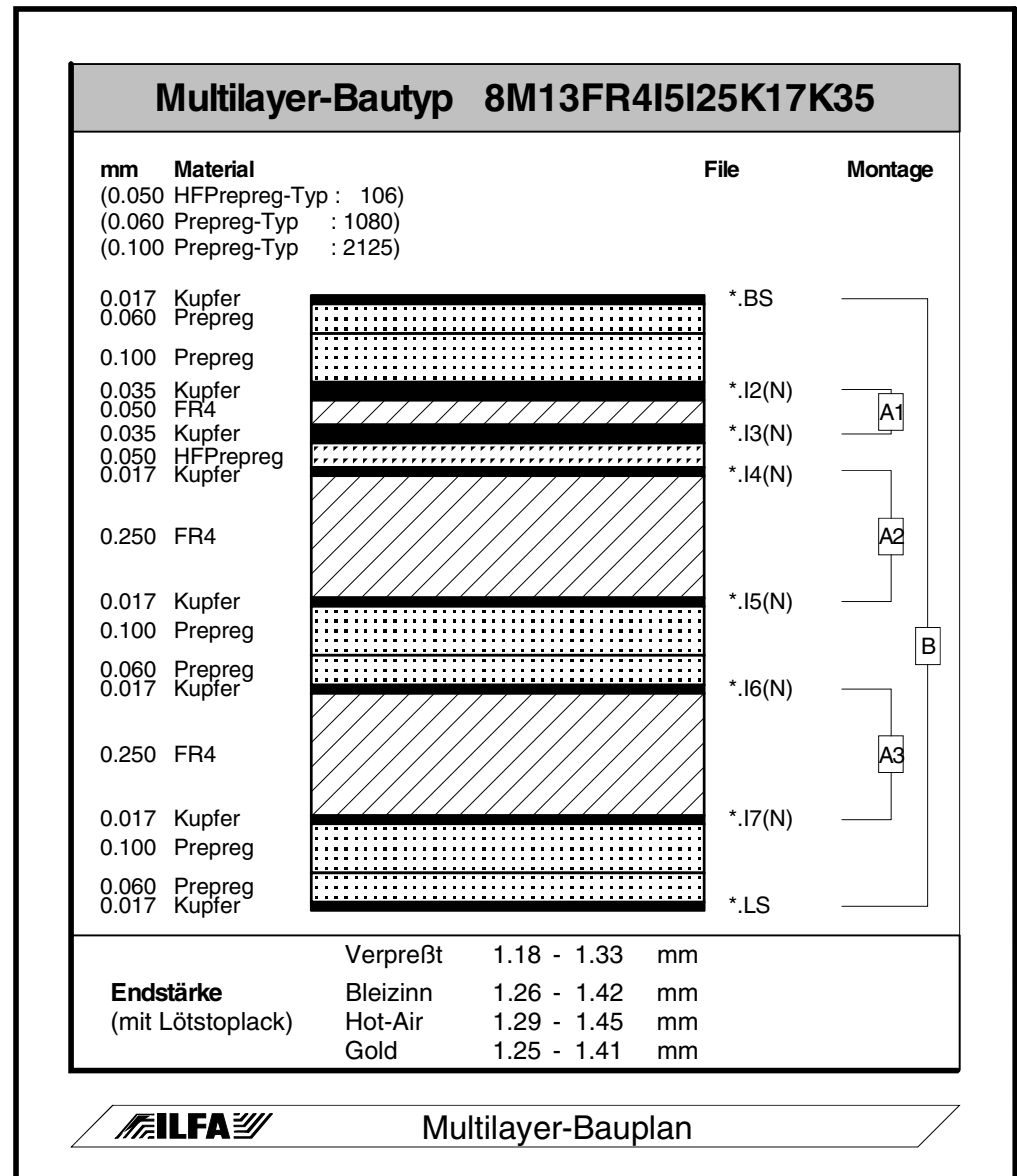 Multilayer-Bautyp 8M13FR4I5I25K17K35
mm Material File Montage
(0.050 HFPrepreg-Typ : 106)
(0.060 Prepreg-Typ : 1080)
(0.100 Prepreg-Typ : 2125)
0.017 Kupfer *.BS
0.060 Prepreg
0.100 Prepreg
0.035 Kupfer *.I2(N)
0.050 FR4 A1
0.035 Kupfer *.I3(N)
0.050 HFPrepreg
0.017 Kupfer *.I4(N)
0.250 FR4 A2
0.017 Kupfer *.I5(N)
0.100 Prepreg B
0.060 Prepreg
0.017 Kupfer *.I6(N)
0.250 FR4 A3
0.017 Kupfer *.I7(N)
0.100 Prepreg
0.060 Prepreg
0.017 Kupfer *.LS
Verpreßt 1.18 - 1.33 mm
Endstärke Bleizinn 1.26 - 1.42 mm
(mit Lötstoplack) Hot-Air 1.29 - 1.45 mm
Gold 1.25 - 1.41 mm
ILFA Multilayer-Bauplan